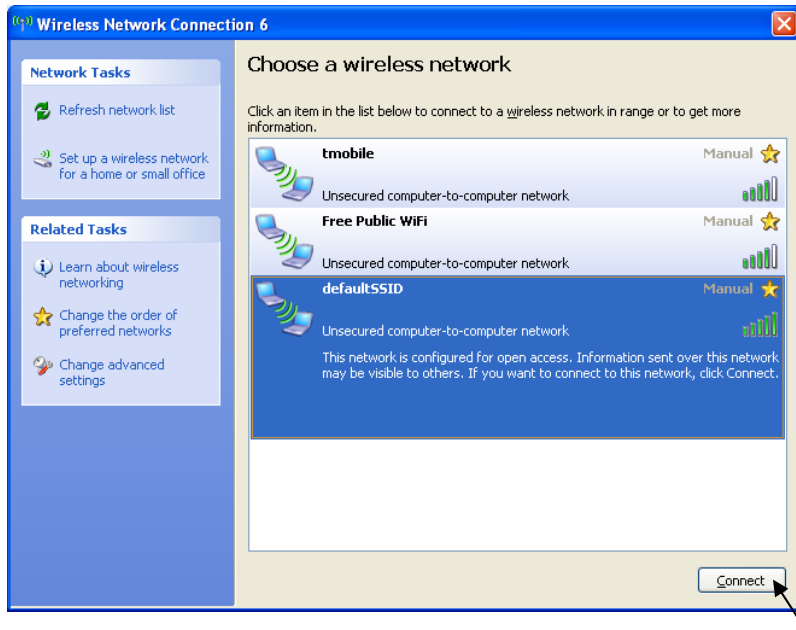 Wireless Network Connection 6
Network Tasks
Refresh network list
Set up a wireless network
for a home or small office
Related Tasks
Learn about wireless
networking
Change the order of
preferred networks
Change advanced
settings
Choose a wireless network
Click an item in the list below to connect to a wireless network in range or to get more
information.
tmobile Manual
Unsecured computer-to-computer network
Free Public WiFi Manual
Unsecured computer-to-computer network
defaultSSID Manual
Unsecured computer-to-computer network
This network is configured for open access. Information sent over this network
may be visible to others. If you want to connect to this network, click Connect.
Connect